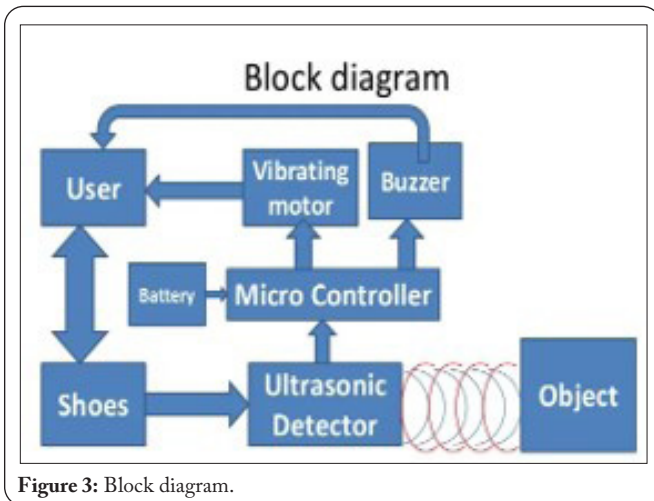 Block diagram
User
Vibrating
motor
Buzzer
Battery
Micro Controller
Shoes
Ultrasonic
Detector
Object
Figure 3: Block diagram.